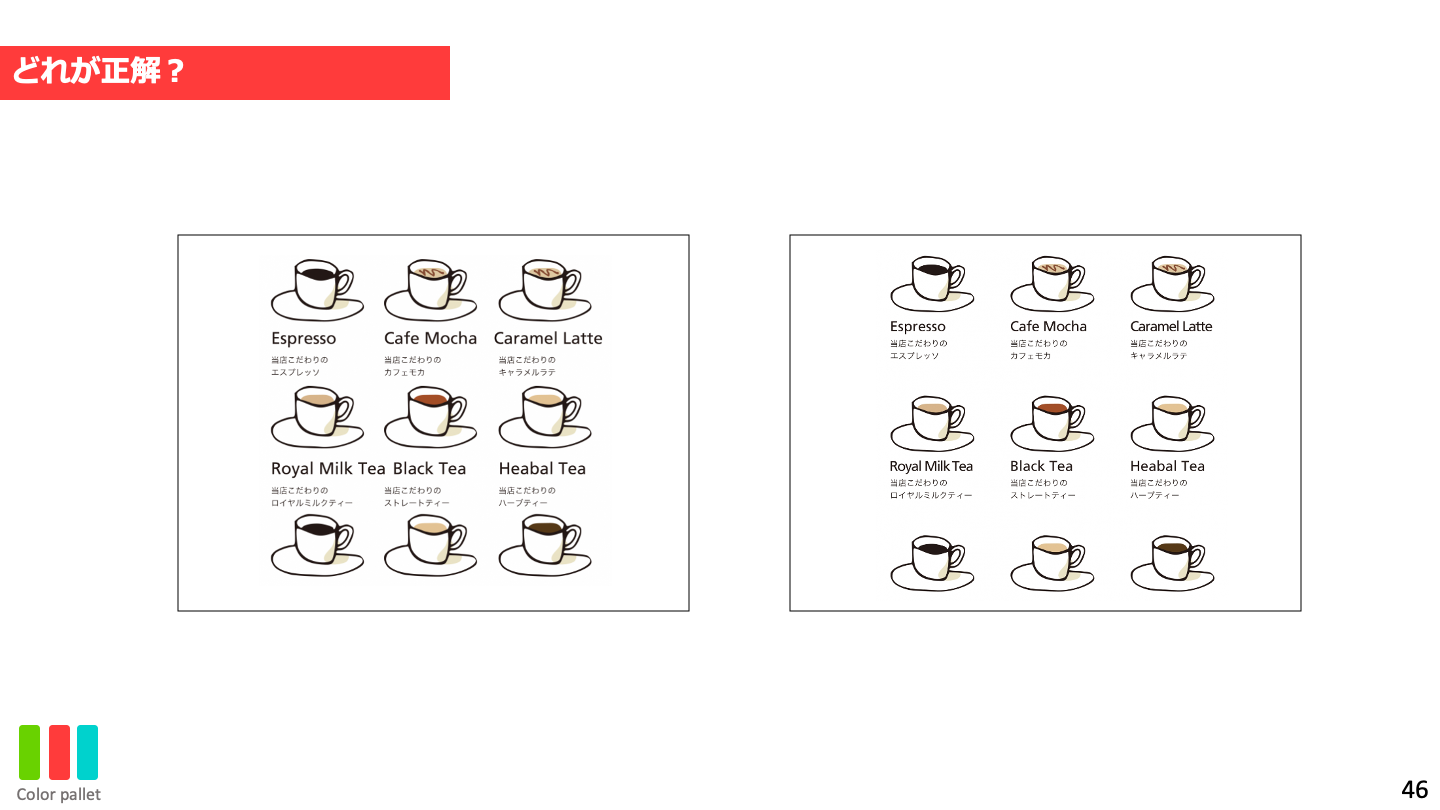 どれが正解？
Espresso
当店こだわりの
エスプレッソ
Cafe Mocha
当店こだわりの
カフェモカ
Caramel Latte
当店こだわりの
キャラメルラテ
Royal Milk Tea
当店こだわりの
ロイヤルミルクティー
Black Tea
当店こだわりの
ストレートティー
Heabal Tea
当店こだわりの
ハーブティー
Espresso
当店こだわりの
エスプレッソ
Cafe Mocha
当店こだわりの
カフェモカ
Caramel Latte
当店こだわりの
キャラメルラテ
Royal Milk Tea
当店こだわりの
ロイヤルミルクティー
Black Tea
当店こだわりの
ストレートティー
Heabal Tea
当店こだわりの
ハーブティー
Color pallet
46